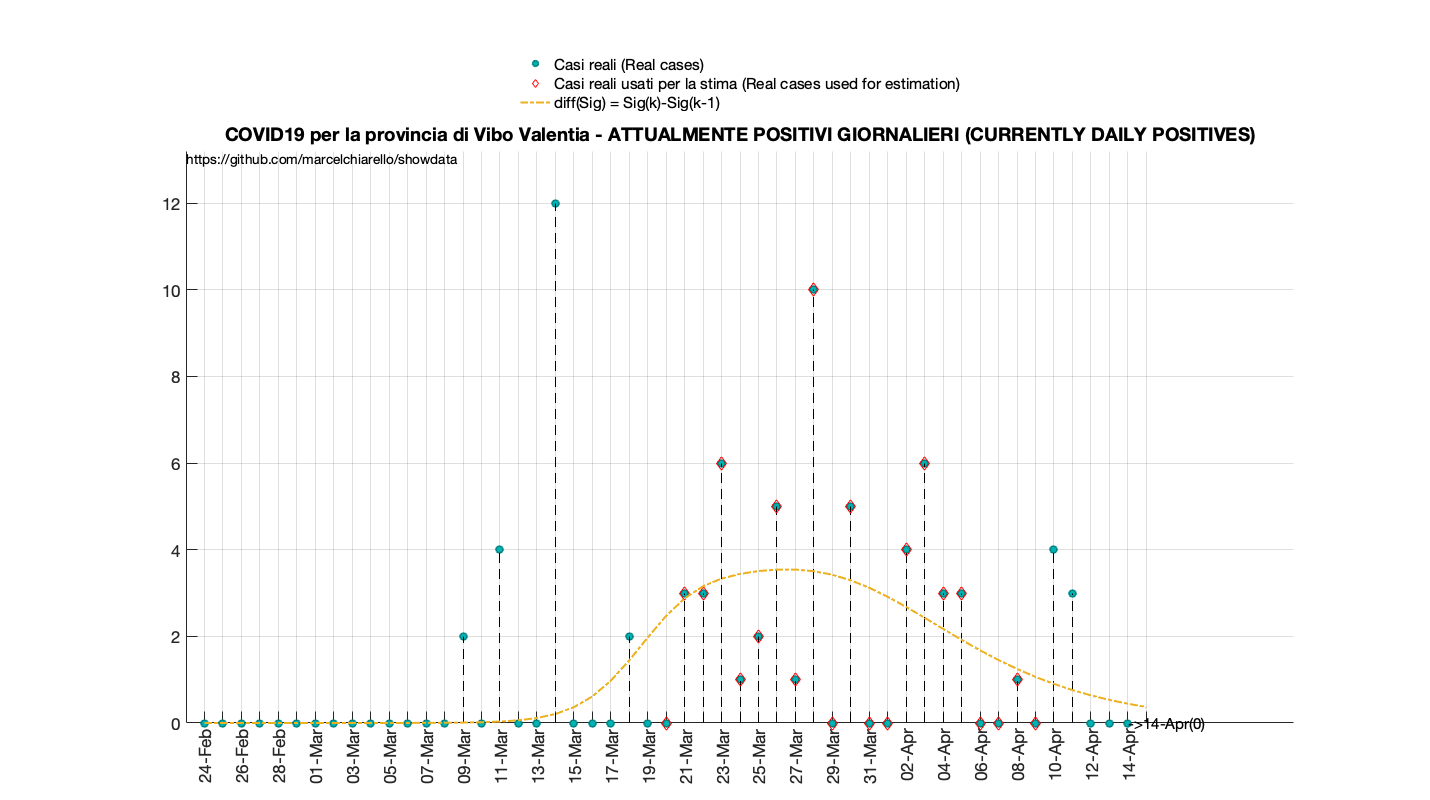 Casi reali (Real cases)
Casi reali usati per la stima (Real cases used for estimation)
diff(Sig) = Sig(k)-Sig(k-1)
COVID19 per la provincia di Vibo Valentia - ATTUALMENTE POSITIVI GIORNALIERI (CURRENTLY DAILY POSITIVES)
https://github.com/marcelchiarello/showdata
12
10
8
6
4
2
0
->14-Apr(0)
24-Feb
26-Feb
28-Feb
01-Mar
03-Mar
05-Mar
07-Mar
09-Mar
11-Mar
13-Mar
15-Mar
17-Mar
19-Mar
21-Mar
23-Mar
25-Mar
27-Mar
29-Mar
31-Mar
02-Apr
04-Apr
06-Apr
08-Apr
10-Apr
12-Apr
14-Apr